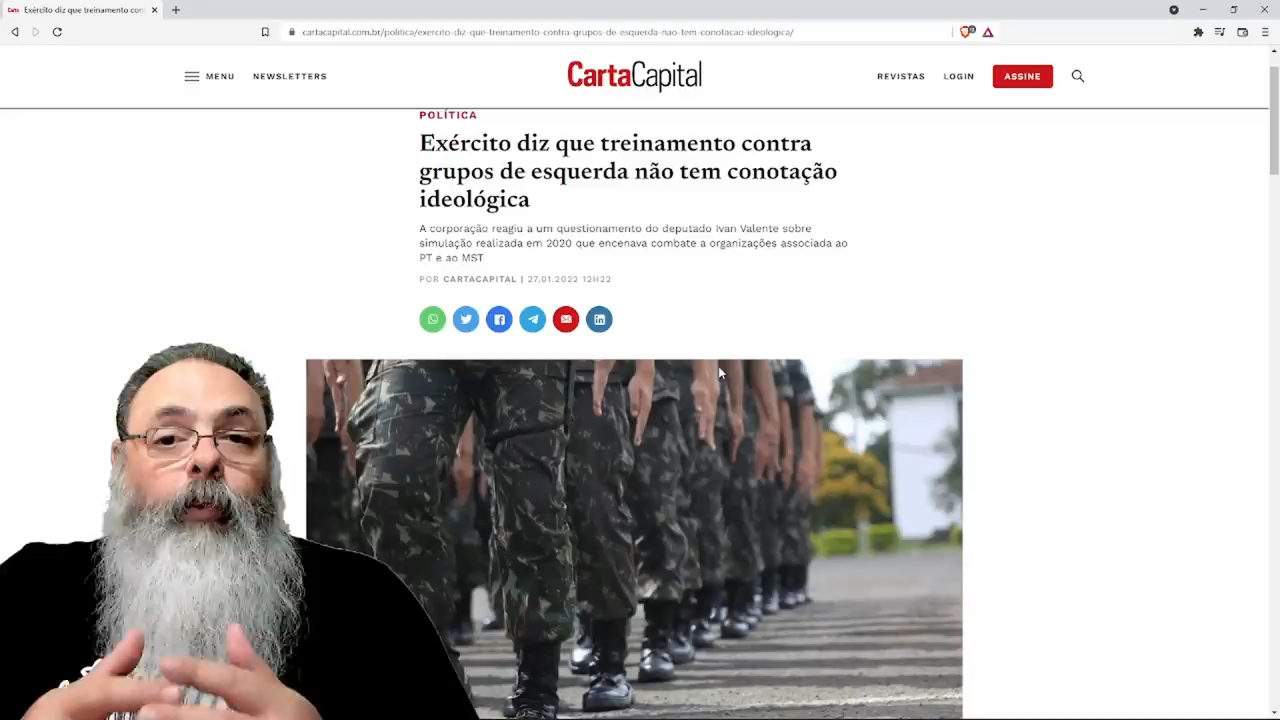 Exército diz que treinamento con
cartacapital.com.br/politica/exercito-diz-que-treinamento-contra-grupos-de-esquerda-nao-tem-conotacao-ideologica/
MENU
NEWSLETTERS
CartaCapital
REVISTAS
LOGIN
ASSINE
POLÍTICA
Exército diz que treinamento contra
grupos de esquerda não tem conotação
ideológica
A corporação reagiu a um questionamento do deputado Ivan Valente sobre
simulação realizada em 2020 que encenava combate a organizações associada ao
PT e ao MST
POR CARTACAPITAL | 27.01.2022 12H22